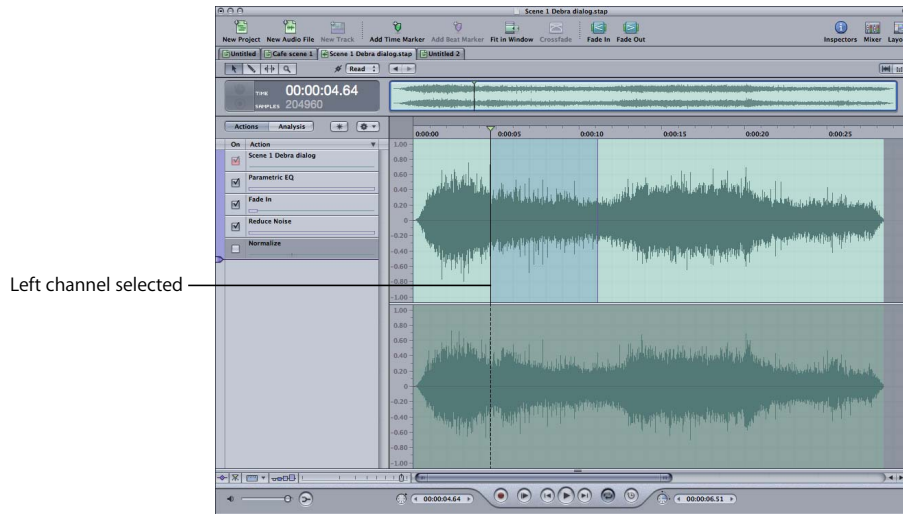 Scene 1 Debra dialog.stap
New Project New Audio File New Track Add Time Marker Add Beat Marker Fit in Window Crossfade Fade In Fade Out Inspectors Mixer Layo
Untitled Cafe scene 1 Scene 1 Debra dialog.stap Untitled 2
Read
TIME 00:00:04.64
SAMPLES 204960
Actions Analysis
0:00:00 0:00:05 0:00:10 0:00:15 0:00:20 0:00:25
On Action
Scene 1 Debra dialog
Parametric EQ
Fade In
Reduce Noise
Normalize
1.00
0.80
0.60
0.40
0.20
0
-0.20
-0.40
-0.60
-0.80
-1.00
Left channel selected
1.00
0.80
0.60
0.40
0.20
0
-0.20
-0.40
-0.60
-0.80
-1.00
00:00:04.64
00:00:06.51